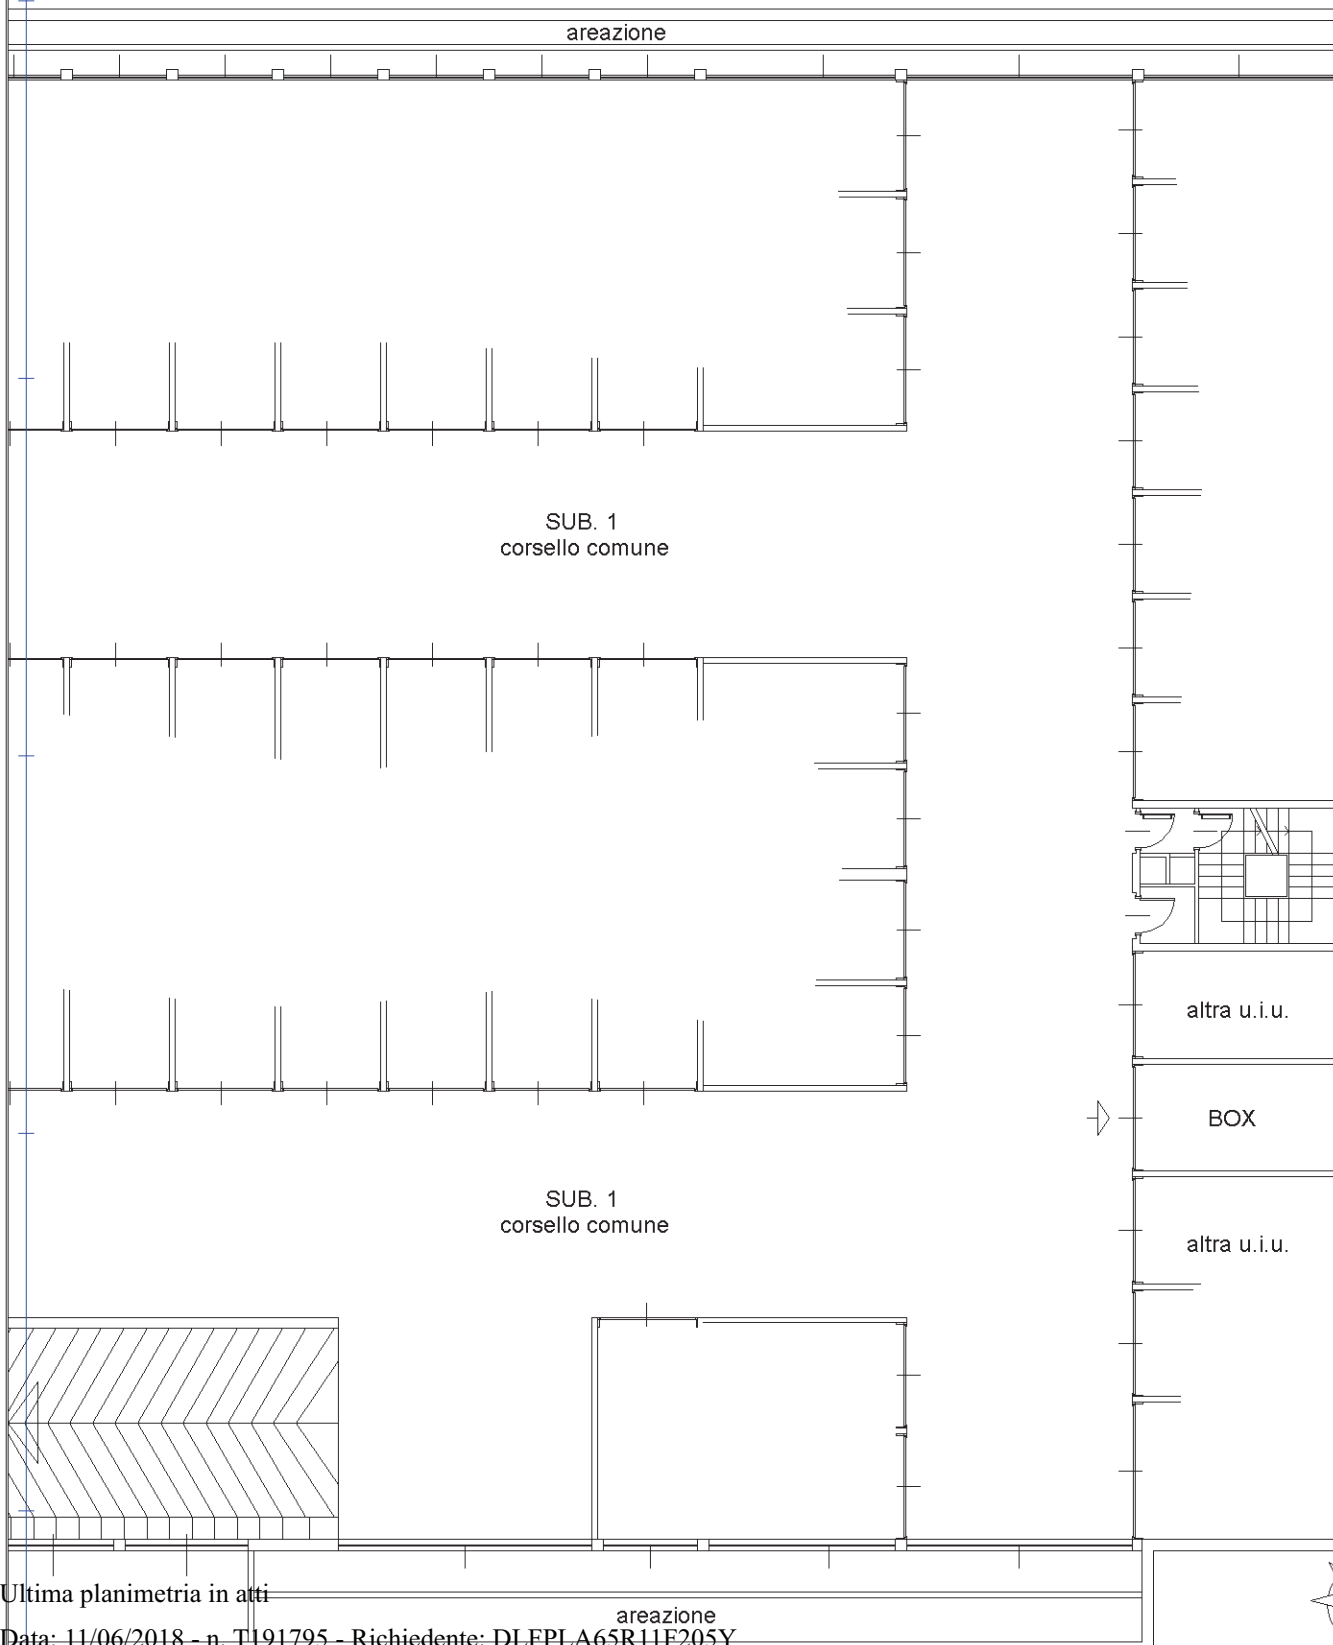 areazione
SUB. 1
corsello comune
altra u.i.u.
BOX
SUB. 1
corsello comune
altra u.i.u.
Ultima planimetria in atti
areazione
Data: 11/06/2018 - n. T191795 - Richiedente: DLFPLA65R11F205Y